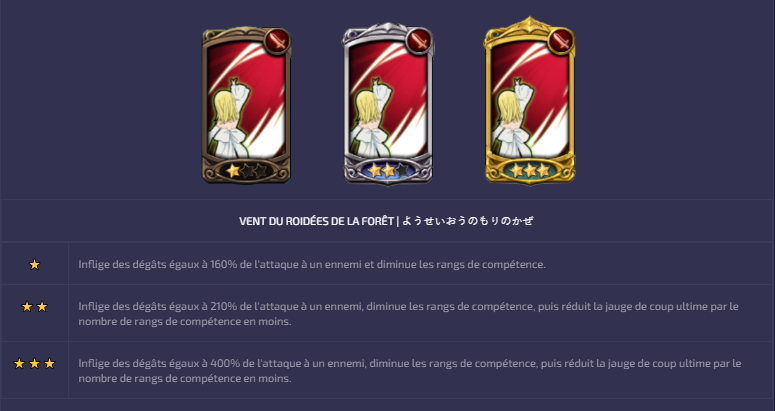 VENT DU ROIDÉES DE LA FORÊT | ようせいおうのもりのかぜ
Inflige des dégâts égaux à 160% de l'attaque à un ennemi et diminue les rangs de compétence.
Inflige des dégâts égaux à 210% de l'attaque à un ennemi, diminue les rangs de compétence, puis réduit la jauge de coup ultime par le
nombre de rangs de compétence en moins.
Inflige des dégâts égaux à 400% de l'attaque à un ennemi, diminue les rangs de compétence, puis réduit la jauge de coup ultime par le
nombre de rangs de compétence en moins.